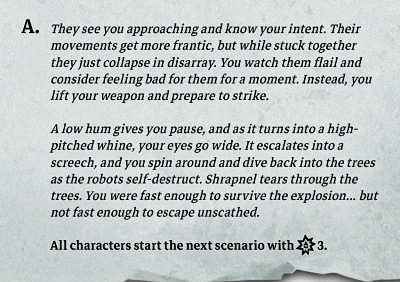 A. They see you approaching and know your intent. Their
movements get more frantic, but while stuck together
they just collapse in disarray. You watch them flail and
consider feeling bad for them for a moment. Instead, you
lift your weapon and prepare to strike.
A low hum gives you pause, and as it turns into a high-
pitched whine, your eyes go wide. It escalates into a
screech, and you spin around and dive back into the trees
as the robots self-destruct. Shrapnel tears through the
trees. You were fast enough to survive the explosion... but
not fast enough to escape unscathed.
All characters start the next scenario with 3.